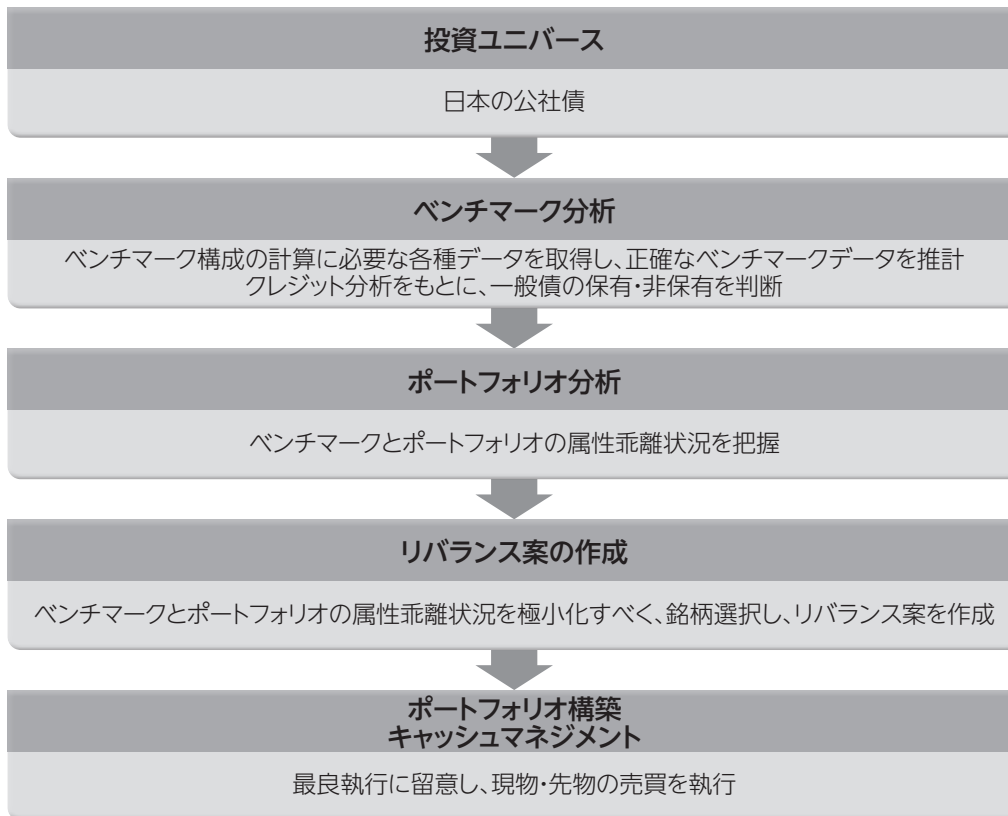 投資ユニバース
日本の公社債
ベンチマーク分析
ベンチマーク構成の計算に必要な各種データを取得し、正確なベンチマークデータを推計
クレジット分析をもとに、一般債の保有・非保有を判断
ポートフォリオ分析
ベンチマークとポートフォリオの属性乖離状況を把握
リバランス案の作成
ベンチマークとポートフォリオの属性乖離状況を極小化すべく、銘柄選択し、リバランス案を作成
ポートフォリオ構築
キャッシュマネジメント
最良執行に留意し、現物・先物の売買を執行